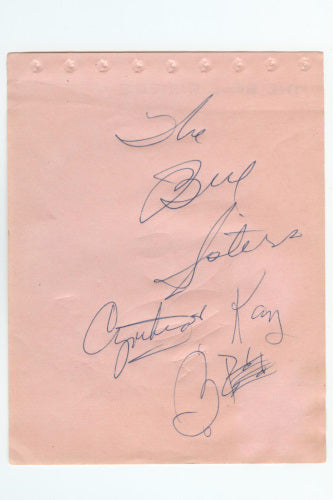 The
Bell
Sisters
Cynthia & Kay
B